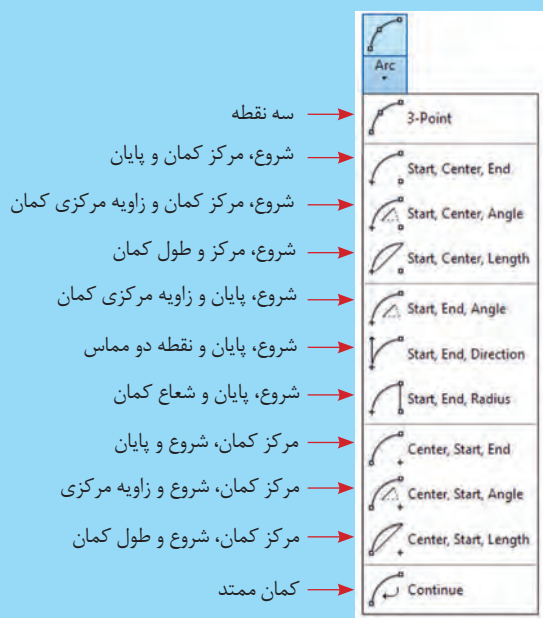 Arc
سه نقطه
3-Point
شروع، مرکز کمان و پایان
Start, Center, End
شروع، مرکز کمان و زاویه مرکزی کمان
Start, Center, Angle
شروع، مرکز و طول کمان
Start, Center, Length
شروع، پایان و زاویه مرکزی کمان
Start, End, Angle
شروع، پایان و نقطه دو مماس
Start, End, Direction
شروع، پایان و شعاع کمان
Start, End, Radius
مرکز کمان، شروع و پایان
Center, Start, End
مرکز کمان، شروع و زاویه مرکزی
Center, Start, Angle
مرکز کمان، شروع و طول کمان
Center, Start, Length
کمان ممتد
Continue